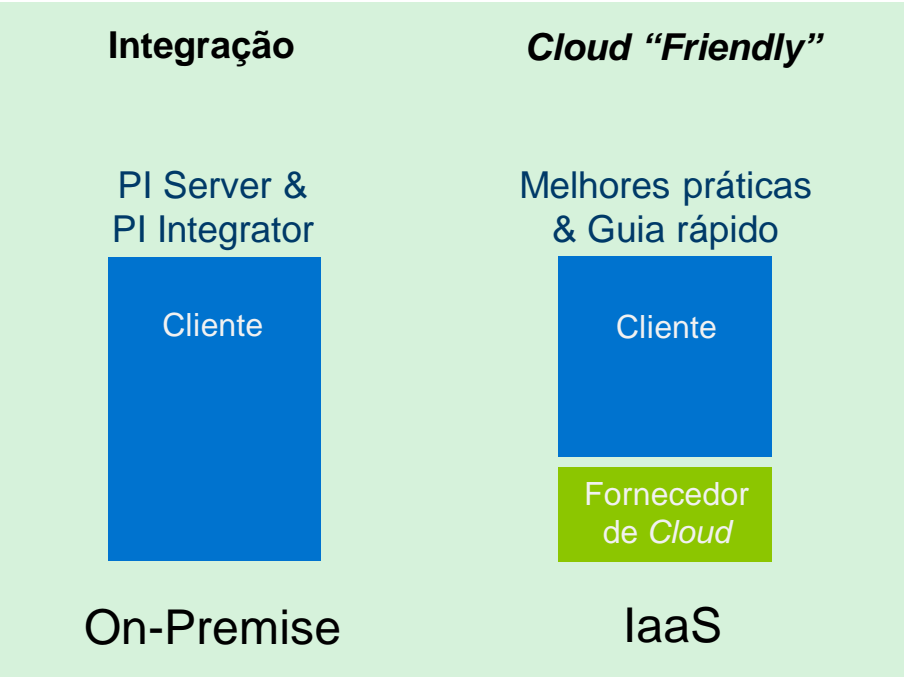 Integração
Cloud “Friendly”
PI Server &
PI Integrator
Melhores práticas
& Guia rápido
Cliente
Cliente
Fornecedor
de Cloud
On-Premise
IaaS